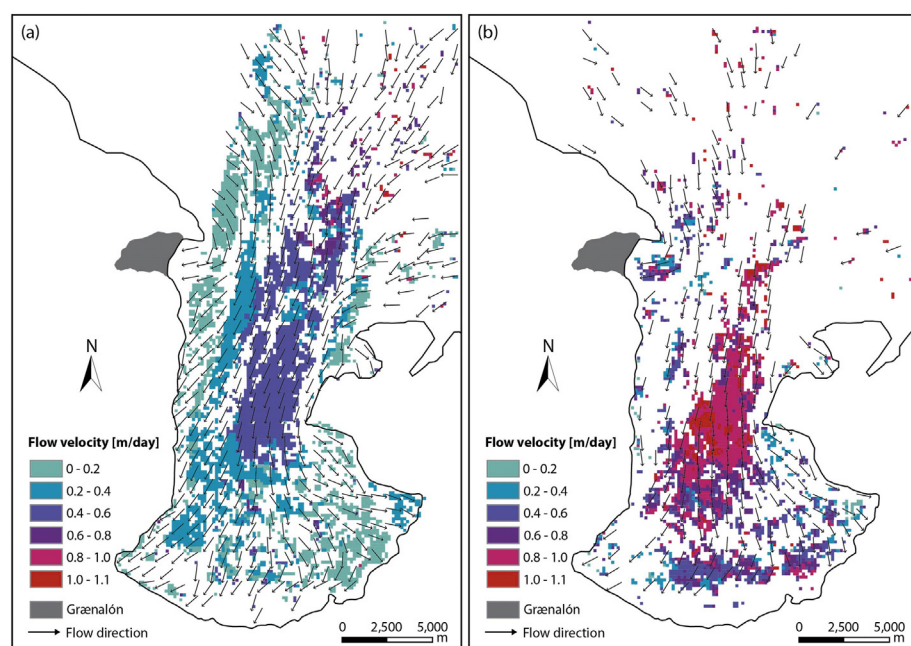 (a)
N
Flow velocity [m/day]
0 - 0.2
0.2 - 0.4
0.4 - 0.6
0.6 - 0.8
0.8 - 1.0
1.0 - 1.1
Grænalón
Flow direction
0 2,500 5,000
m
(b)
N
Flow velocity [m/day]
0 - 0.2
0.2 - 0.4
0.4 - 0.6
0.6 - 0.8
0.8 - 1.0
1.0 - 1.1
Grænalón
Flow direction
0 2,500 5,000
m